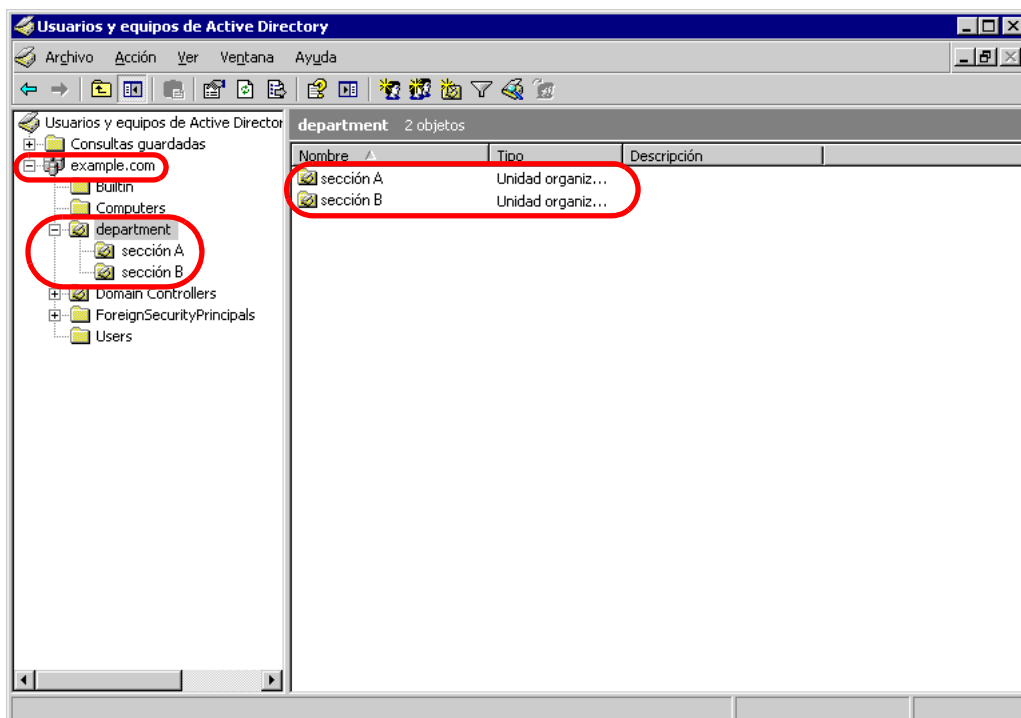 Usuarios y equipos de Active Directory
Archivo Acción Ver Ventana Ayuda
Usuarios y equipos de Active Director
Consultas guardadas
example.com
Builtin
Computers
department
sección A
sección B
Domain Controllers
ForeignSecurityPrincipals
Users
department 2 objetos
Nombre Tipo Descripción
sección A Unidad organiz...
sección B Unidad organiz...